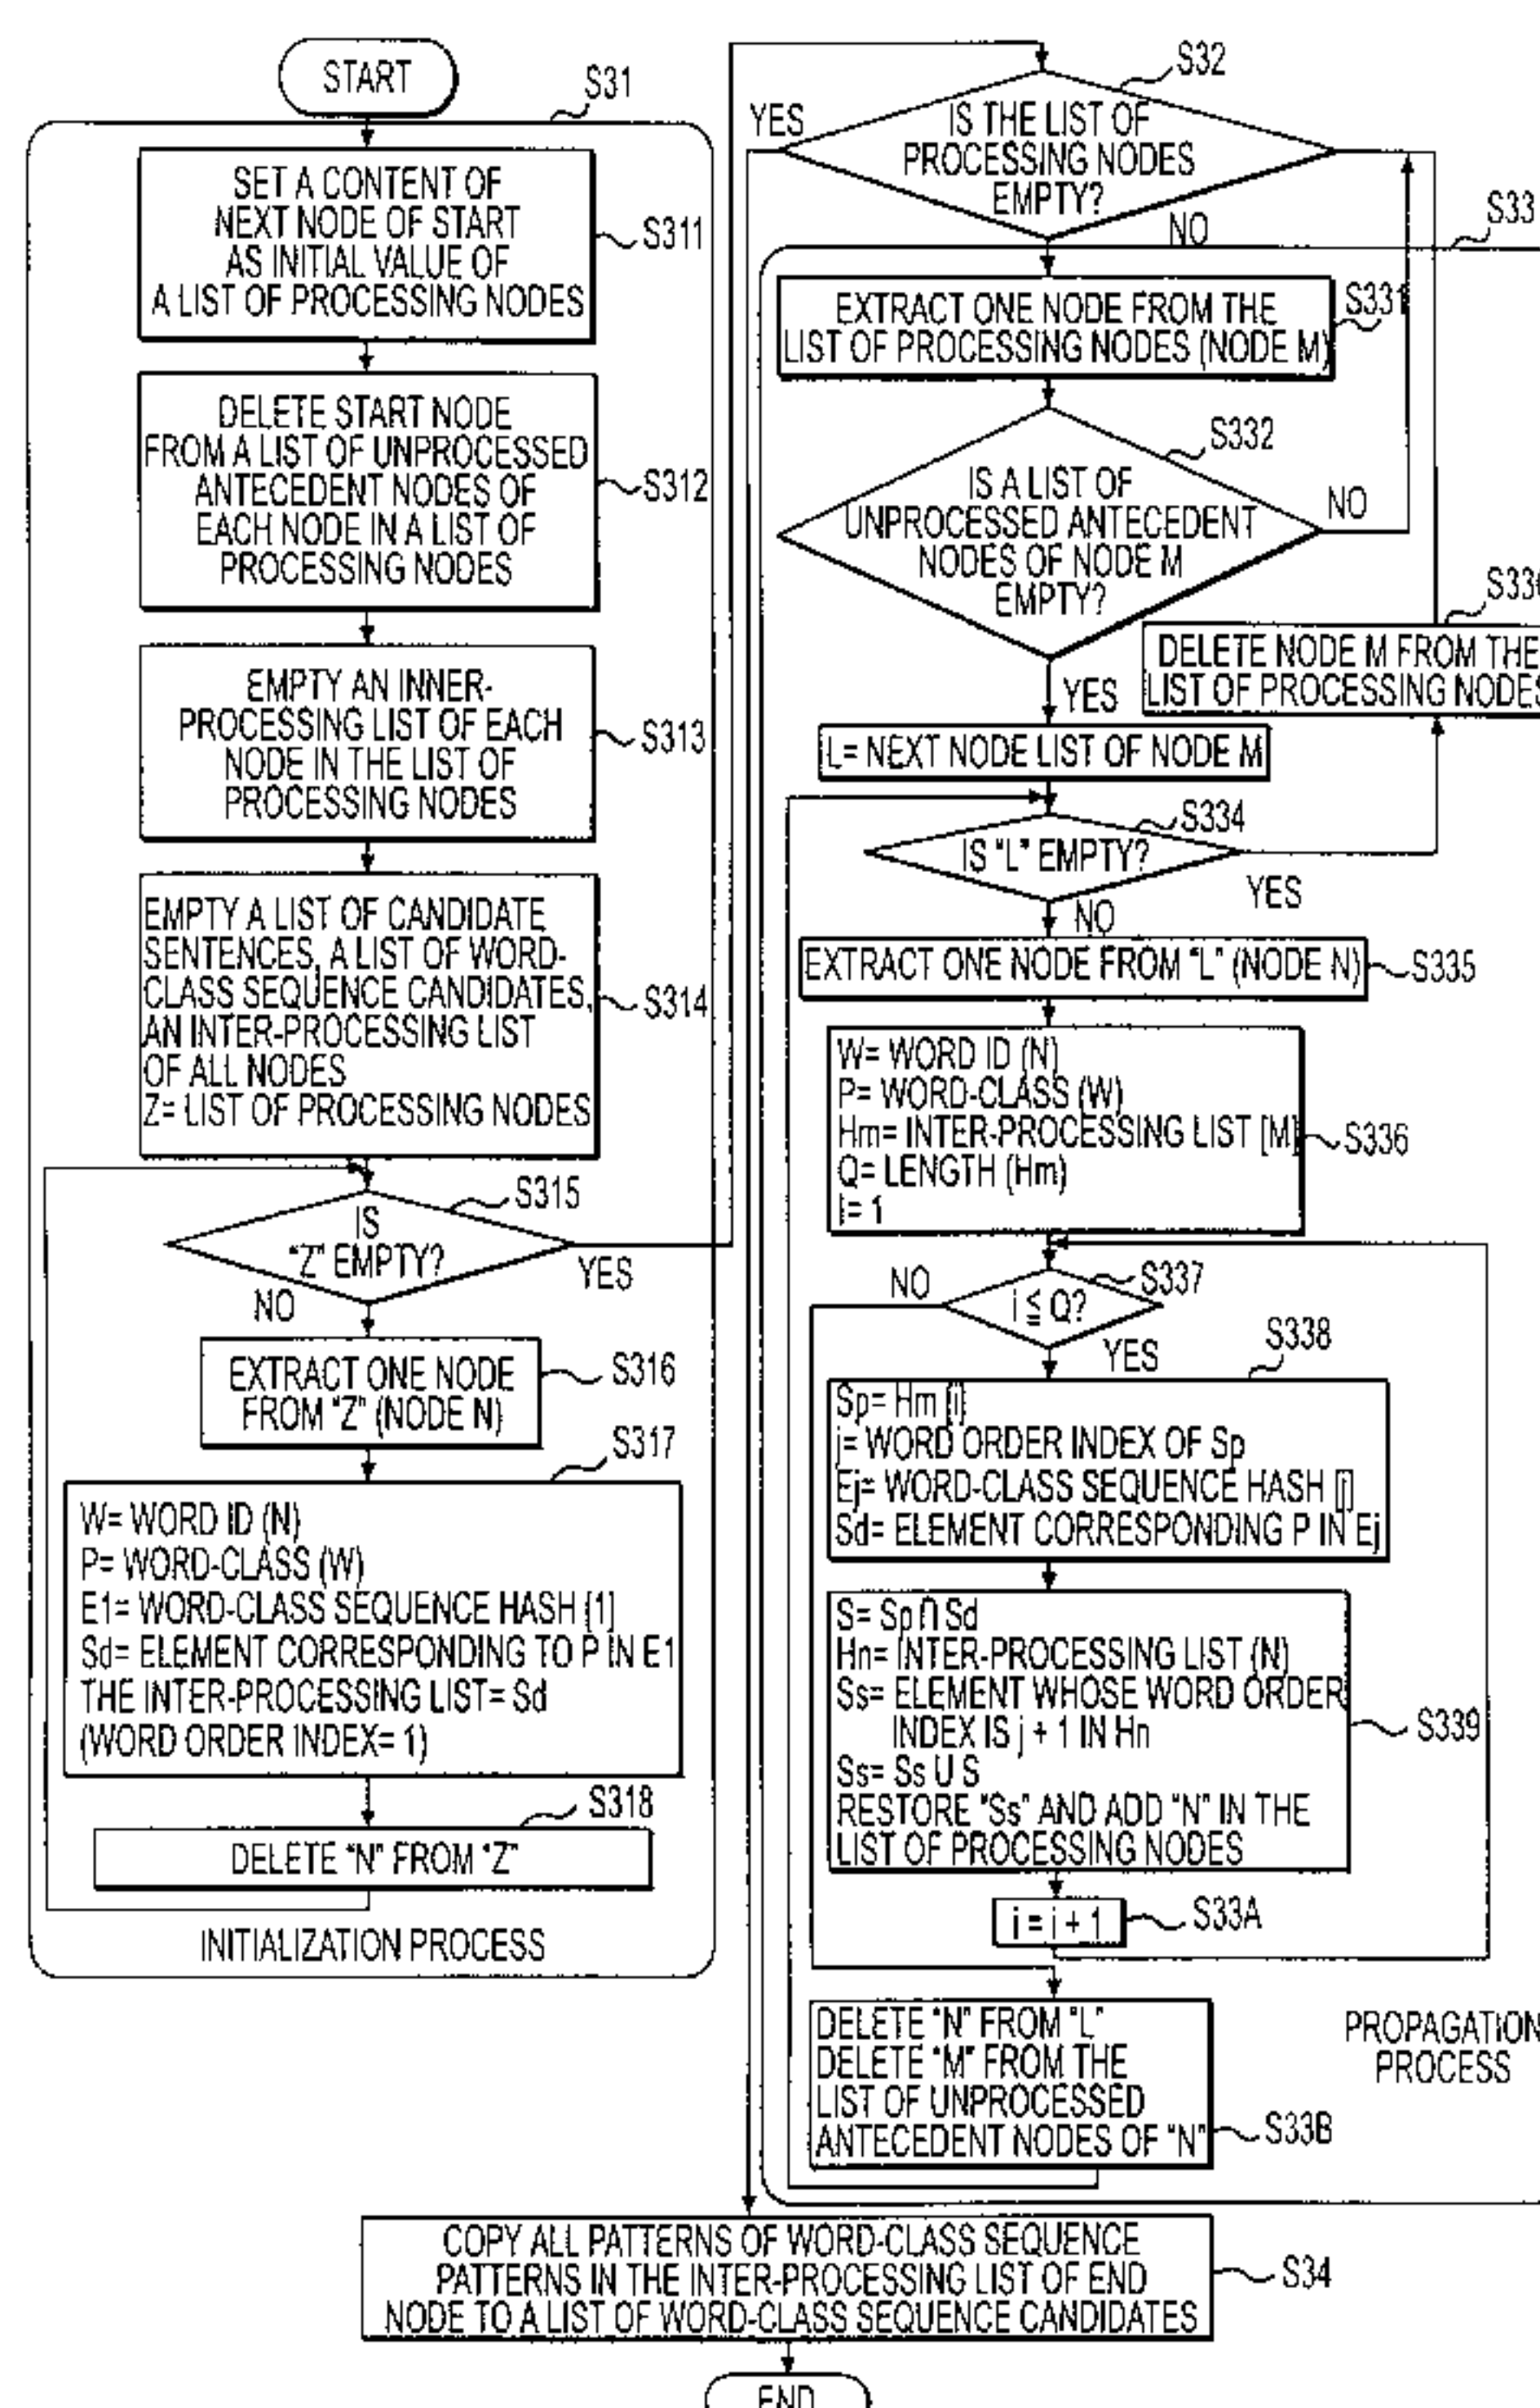 START
S31
SET A CONTENT OF
NEXT NODE OF START
AS INITIAL VALUE OF
A LIST OF PROCESSING NODES
S311
DELETE START NODE
FROM A LIST OF UNPROCESSED
ANTECEDENT NODES OF
EACH NODE IN A LIST OF
PROCESSING NODES
S312
EMPTY AN INNER-
PROCESSING LIST OF EACH
NODE IN THE LIST OF
PROCESSING NODES
S313
EMPTY A LIST OF CANDIDATE
SENTENCES, A LIST OF WORD-
CLASS SEQUENCE CANDIDATES,
AN INTER-PROCESSING LIST
OF ALL NODES
Z= LIST OF PROCESSING NODES
S314
S315
IS
"Z" EMPTY?
YES
NO
EXTRACT ONE NODE
FROM "Z" (NODE N)
S316
S317
W= WORD ID (N)
P= WORD-CLASS (W)
E1= WORD-CLASS SEQUENCE HASH [1]
Sd= ELEMENT CORRESPONDING TO P IN E1
THE INTER-PROCESSING LIST= Sd
(WORD ORDER INDEX= 1)
S318
DELETE "N" FROM "Z"
INITIALIZATION PROCESS
S32
YES
IS THE LIST OF
PROCESSING NODES
EMPTY?
NO
S33
EXTRACT ONE NODE FROM THE
LIST OF PROCESSING NODES (NODE M)
S331
S332
IS A LIST OF
UNPROCESSED ANTECEDENT
NODES OF NODE M
EMPTY?
NO
YES
DELETE NODE M FROM THE
LIST OF PROCESSING NODES
L= NEXT NODE LIST OF NODE M
S334
IS "L" EMPTY?
YES
NO
EXTRACT ONE NODE FROM "L" (NODE N)
S335
W= WORD ID (N)
P= WORD-CLASS (W)
Hm= INTER-PROCESSING LIST [M]
Q= LENGTH (Hm)
i= 1
S336
S337
NO
i ≦ Q?
YES
S338
Sp= Hm [i]
j= WORD ORDER INDEX OF Sp
Ej= WORD-CLASS SEQUENCE HASH [j]
Sd= ELEMENT CORRESPONDING P IN Ej
S= Sp ∩ Sd
Hn= INTER-PROCESSING LIST (N)
Ss= ELEMENT WHOSE WORD ORDER
INDEX IS j + 1 IN Hn
Ss= Ss U S
RESTORE "Ss" AND ADD "N" IN THE
LIST OF PROCESSING NODES
S339
i = i + 1
S33A
DELETE "N" FROM "L"
DELETE "M" FROM THE
LIST OF UNPROCESSED
ANTECEDENT NODES OF "N"
S33B
PROPAGATION
PROCESS
COPY ALL PATTERNS OF WORD-CLASS SEQUENCE
PATTERNS IN THE INTER-PROCESSING LIST OF END
NODE TO A LIST OF WORD-CLASS SEQUENCE CANDIDATES
S34
END